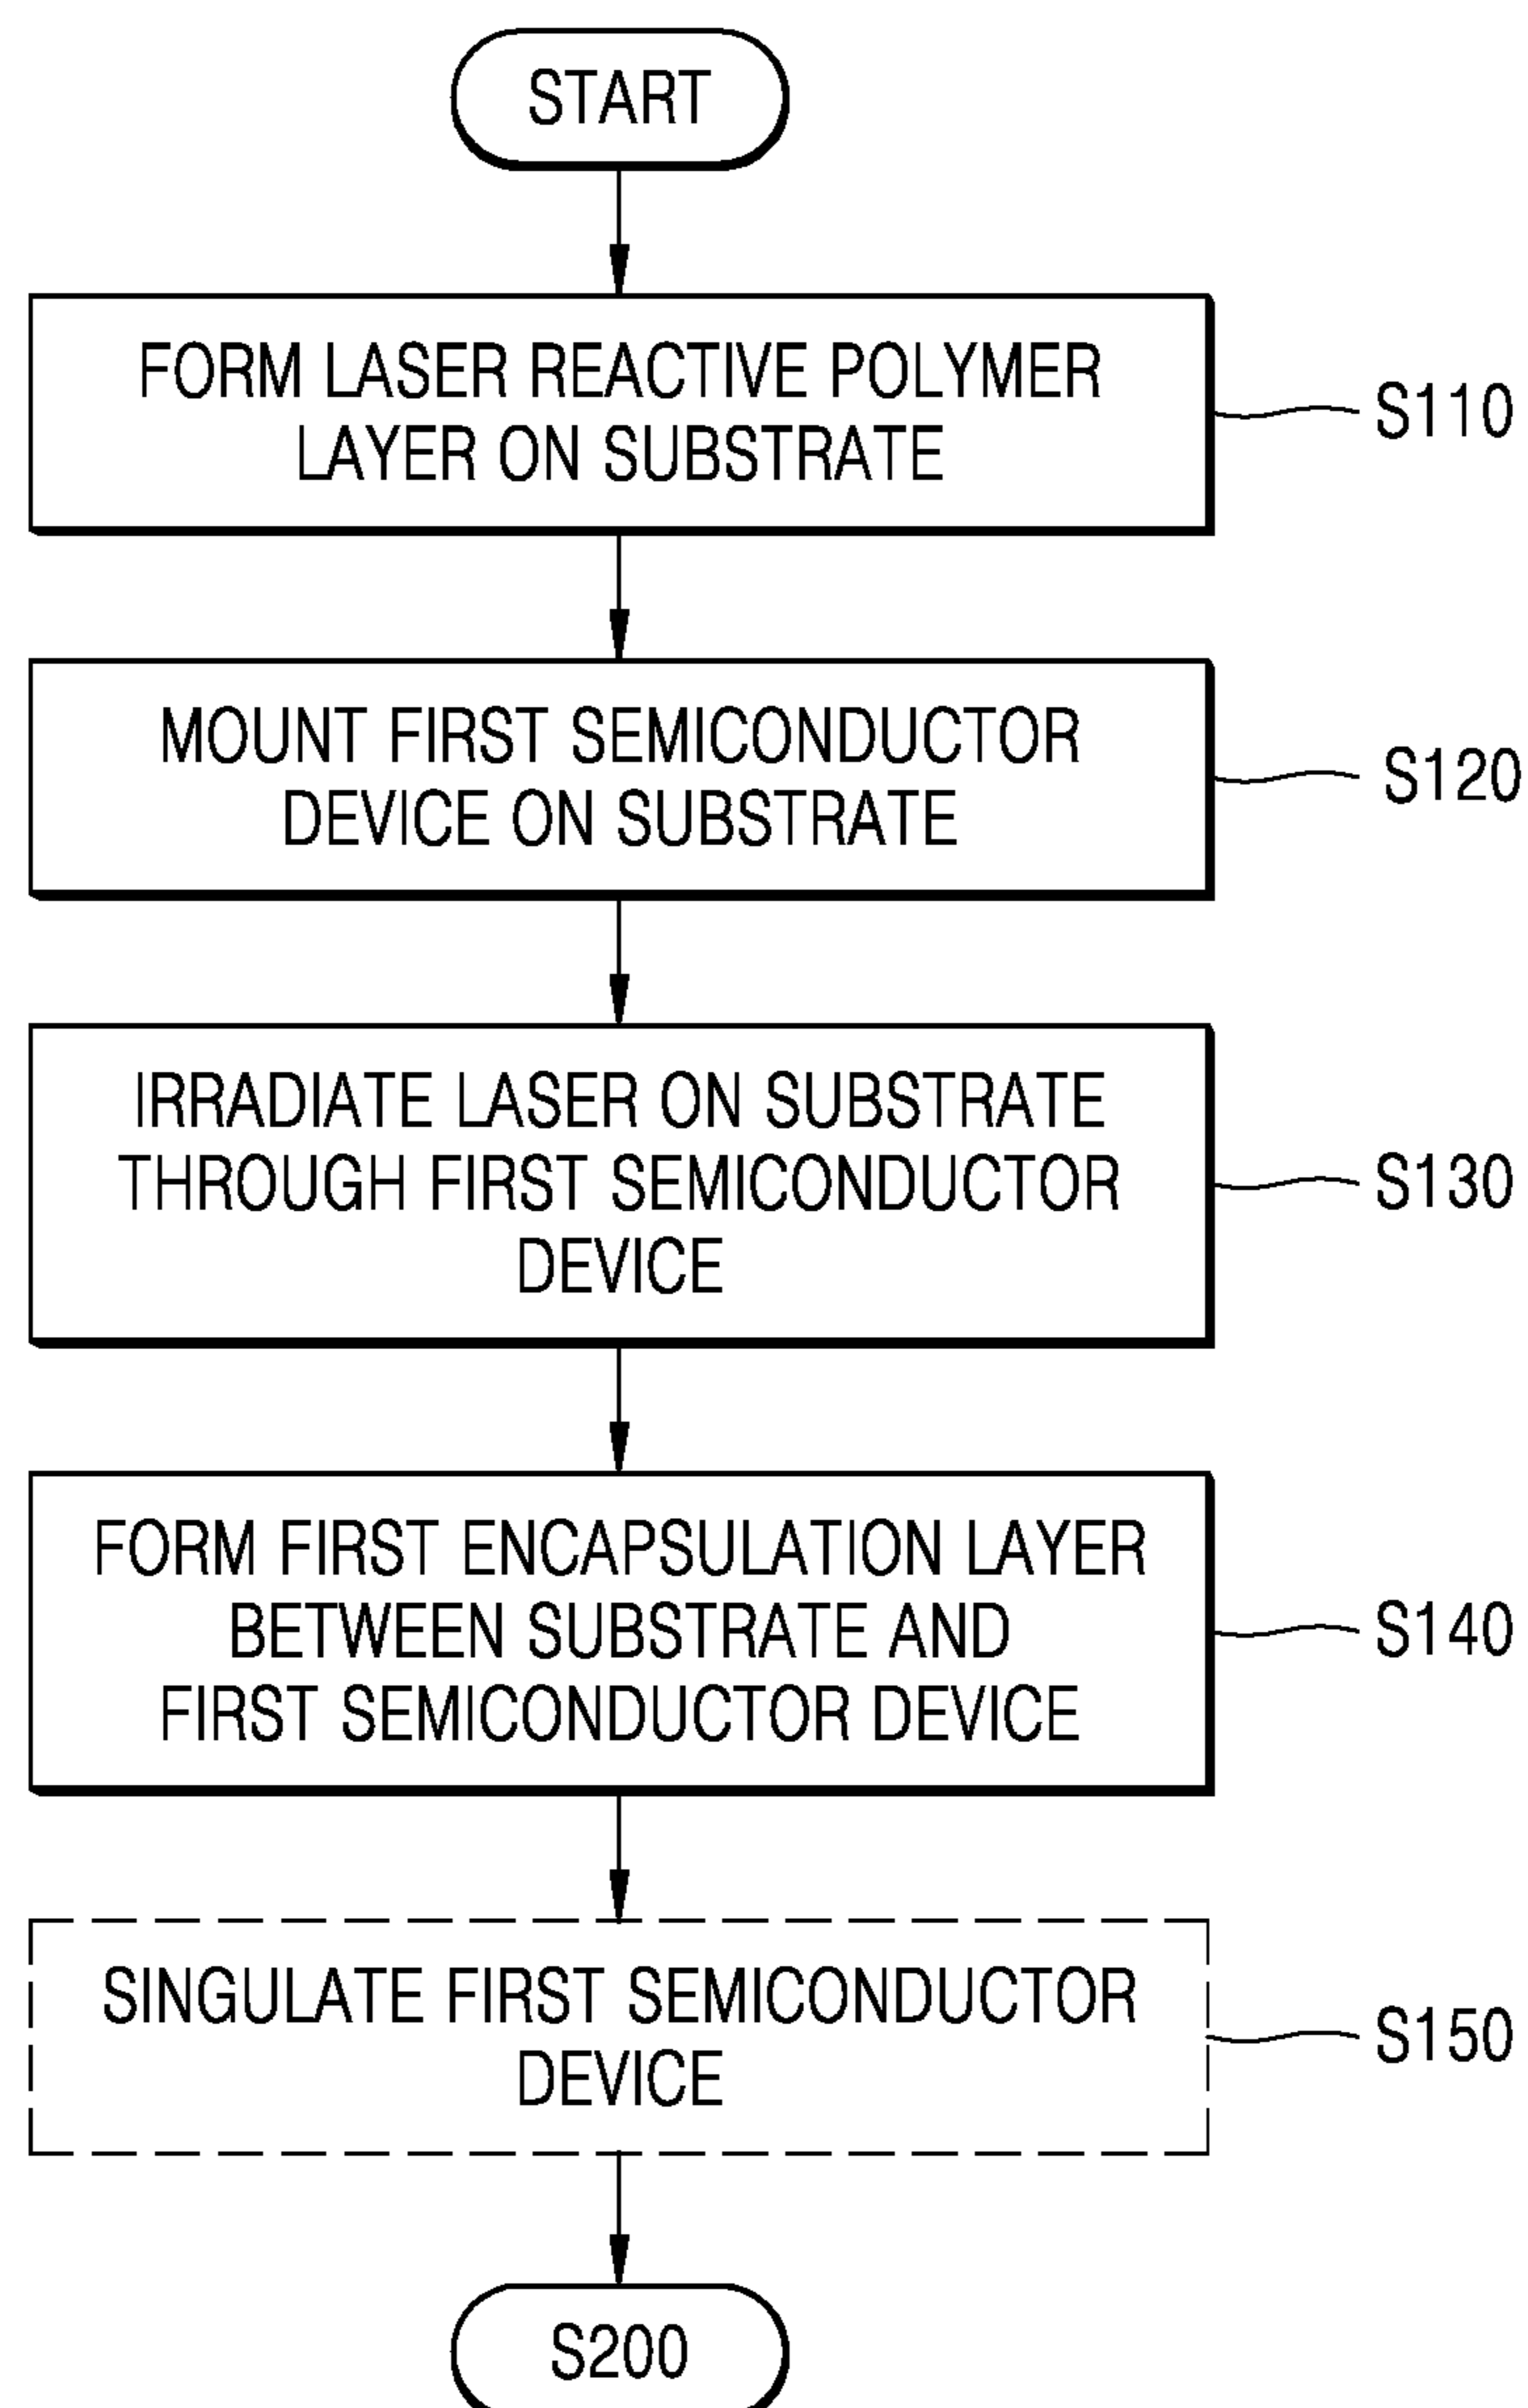 START
FORM LASER REACTIVE POLYMER
LAYER ON SUBSTRATE
S110
MOUNT FIRST SEMICONDUCTOR
DEVICE ON SUBSTRATE
S120
IRRADIATE LASER ON SUBSTRATE
THROUGH FIRST SEMICONDUCTOR
DEVICE
S130
FORM FIRST ENCAPSULATION LAYER
BETWEEN SUBSTRATE AND
FIRST SEMICONDUCTOR DEVICE
S140
SINGULATE FIRST SEMICONDUCTOR
DEVICE
S150
S200